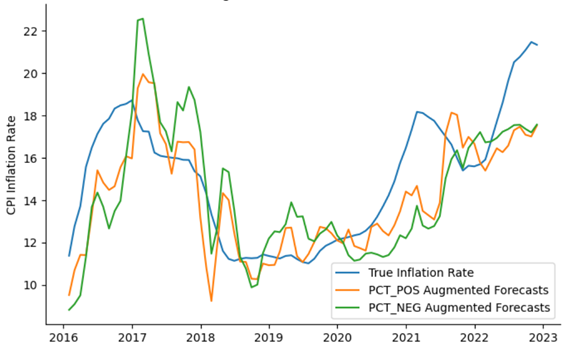 22
20
18
16
14
12
10
CPI Inflation Rate
True Inflation Rate
PCT_POS Augmented Forecasts
PCT_NEG Augmented Forecasts
2016 2017 2018 2019 2020 2021 2022 2023